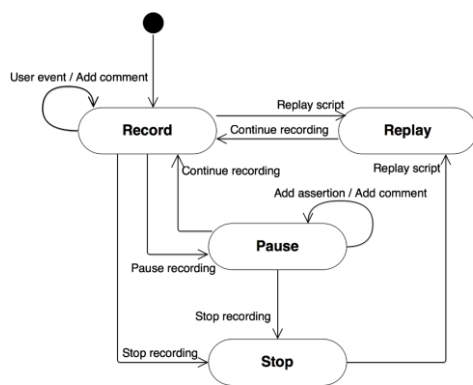 User event / Add comment
Replay script
Record
Continue recording
Replay
Continue recording
Replay script
Add assertion / Add comment
Pause
Pause recording
Stop recording
Stop recording
Stop